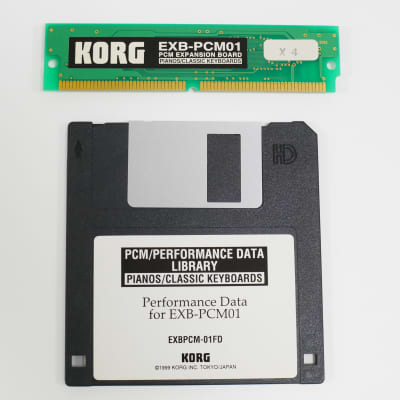 KORG
EXB-PCM01
PCM EXPANSION BOARD
PIANOS/CLASSIC KEYBOARDS
X 4
HD
PCM/PERFORMANCE DATA
LIBRARY
PIANOS/CLASSIC KEYBOARDS
Performance Data
for EXB-PCM01
EXBPCM-01FD
KORG
©1999 KORG INC. TOKYO/JAPAN